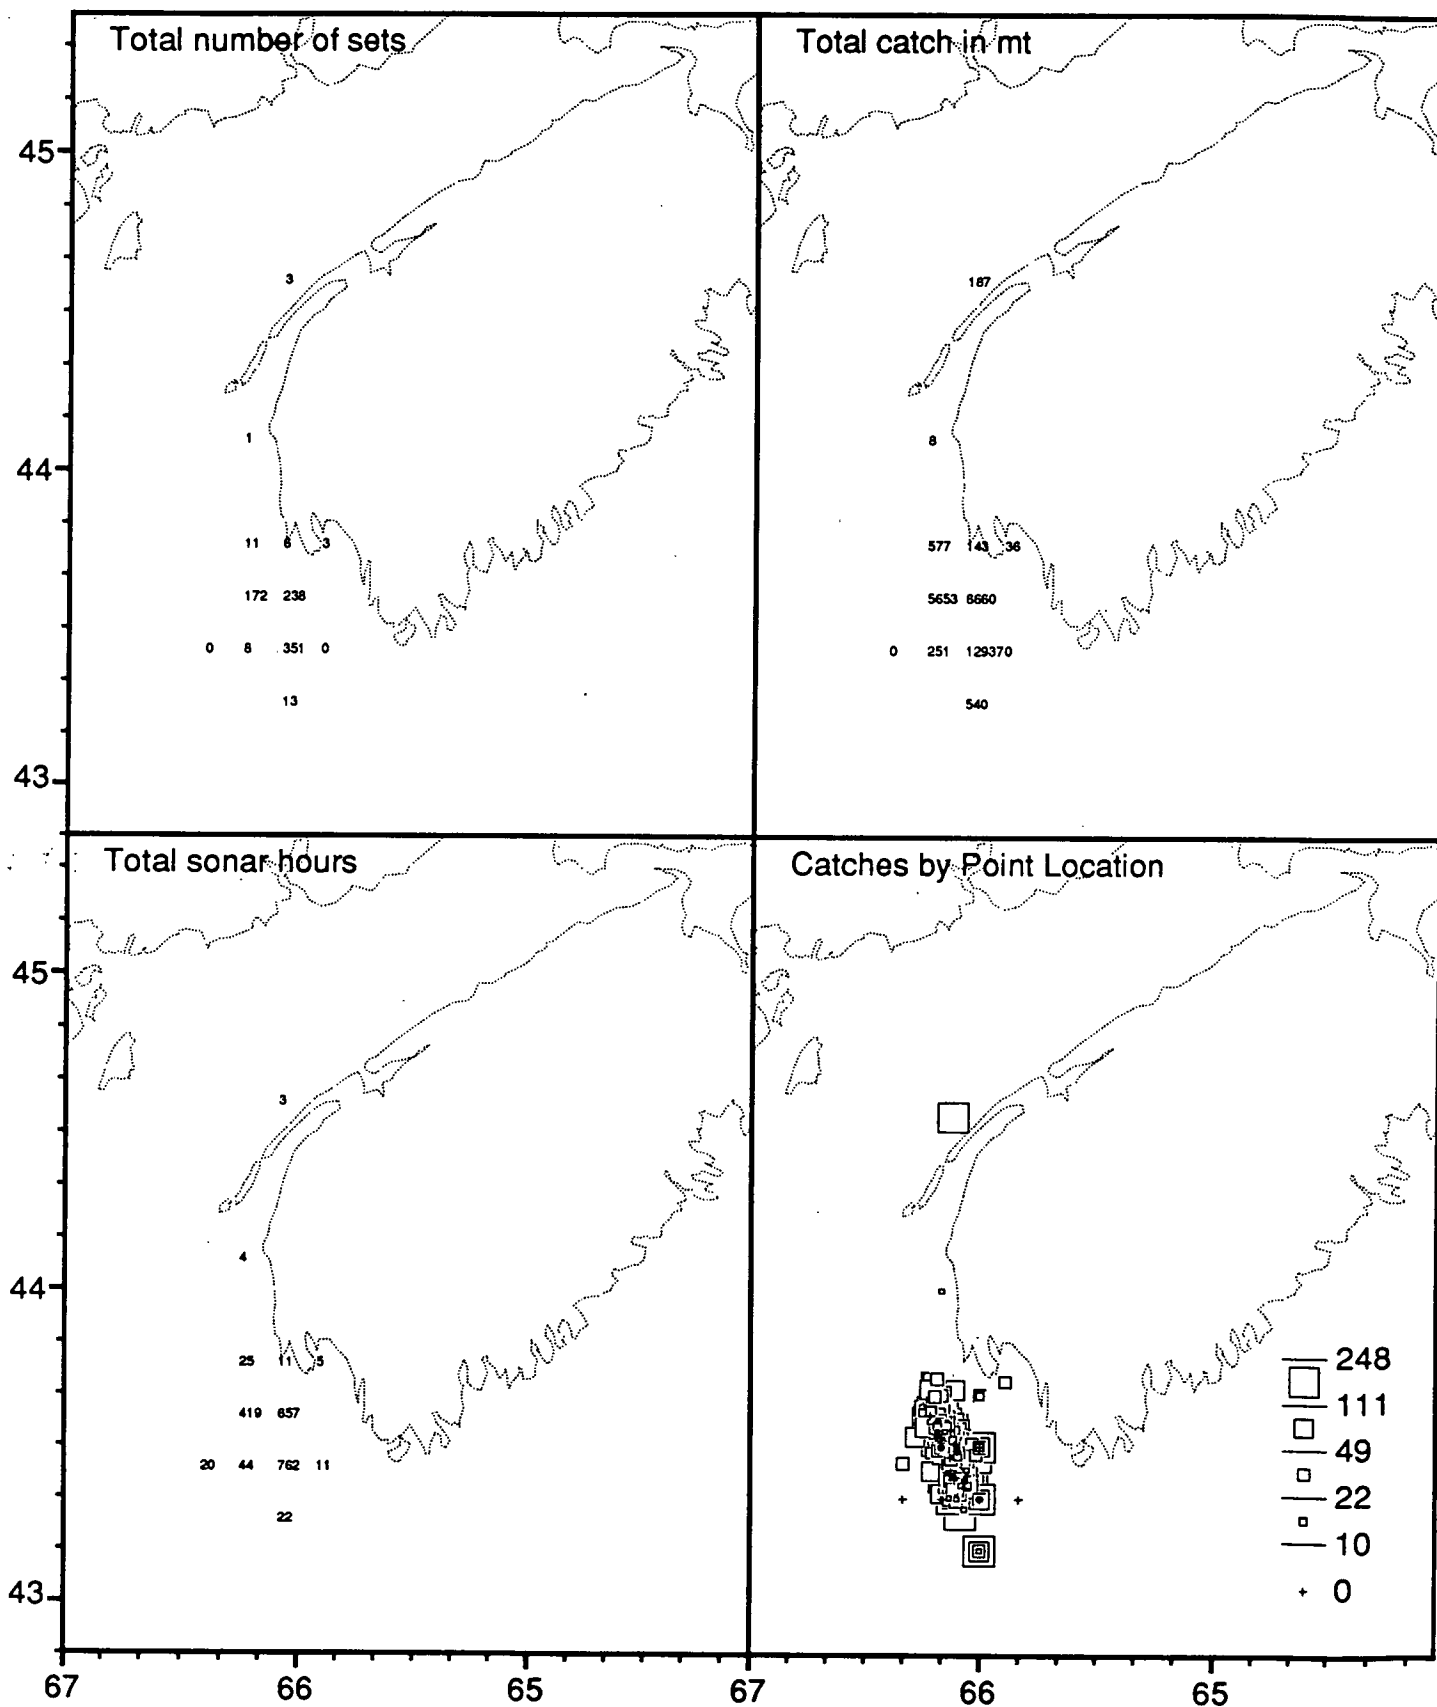 Total number of sets
45
3
1
44
11 6 3
172 238
0 8 351 0
13
43
Total catch in mt
187
8
577 143 36
5653 6660
0 251 129370
540
Total sonar hours
45
3
4
44
25 11 5
419 657
20 44 762 11
22
43
67 66 65 67
Catches by Point Location
248
111
49
22
10
+ 0
66 65